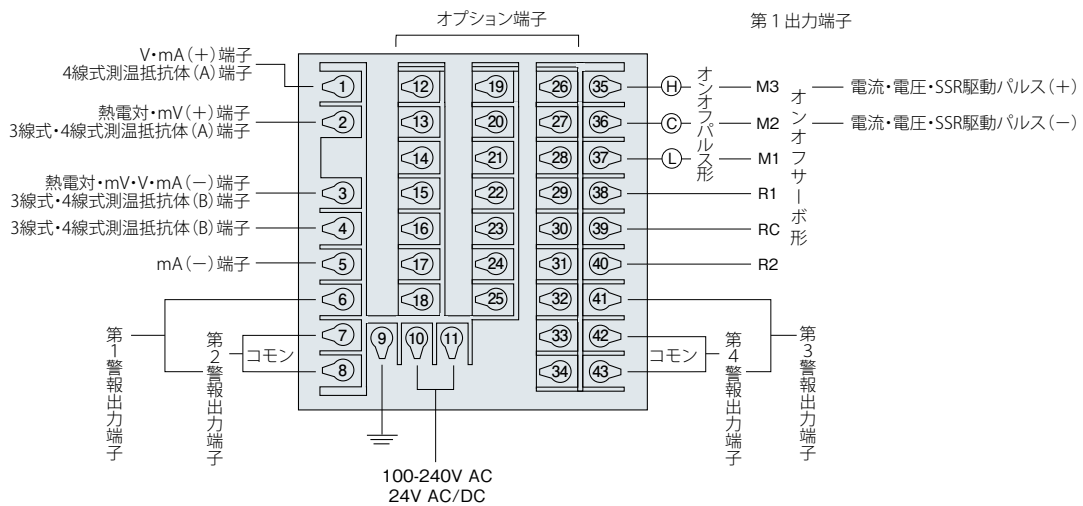 オプション端子
第1出力端子
V・mA(+)端子
4線式測温抵抗体(A)端子
熱電対・mV(+)端子
3線式・4線式測温抵抗体(A)端子
熱電対・mV・V・mA(−)端子
3線式・4線式測温抵抗体(B)端子
3線式・4線式測温抵抗体(B)端子
mA(−)端子
第1警報出力端子
第2警報出力端子
コモン
1
2
3
4
5
6
7
8
9
10
11
12
13
14
15
16
17
18
19
20
21
22
23
24
25
26
27
28
29
30
31
32
33
34
35
36
37
38
39
40
41
42
43
H
C
L
オンオフパルス形
M3
M2
M1
R1
RC
R2
オンオフサーボ形
電流・電圧・SSR駆動パルス(+)
電流・電圧・SSR駆動パルス(−)
コモン
第4警報出力端子
第3警報出力端子
100-240V AC
24V AC/DC